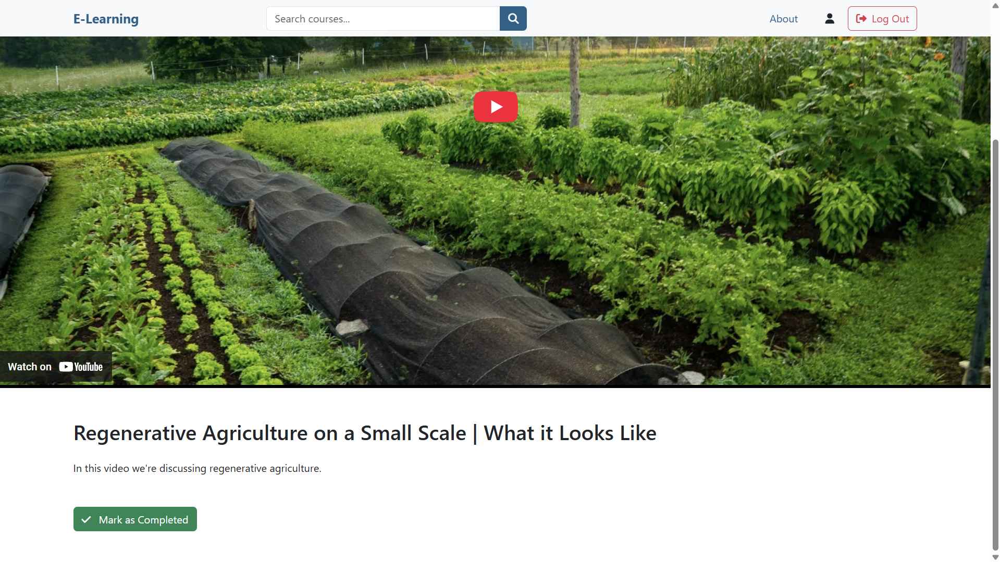 E-Learning
Search courses...
About
Log Out
Watch on YouTube
Regenerative Agriculture on a Small Scale | What it Looks Like
In this video we're discussing regenerative agriculture.
Mark as Completed